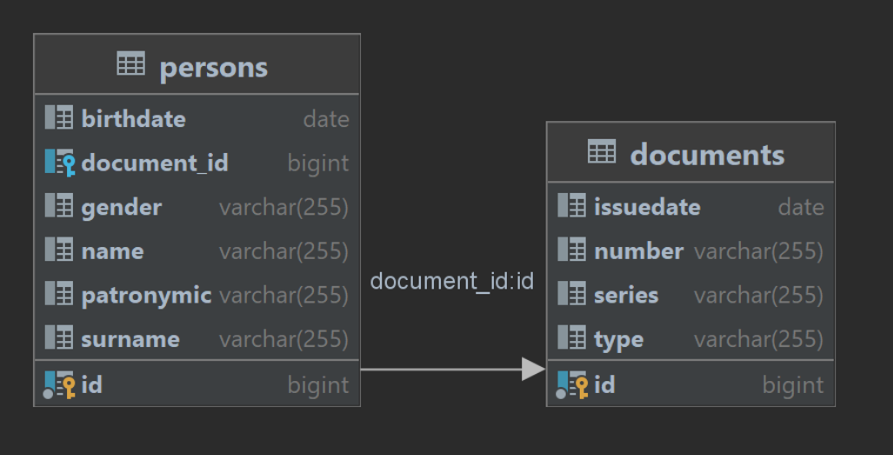 persons
birthdate date
document_id bigint
gender varchar(255)
name varchar(255)
patronymic varchar(255)
surname varchar(255)
id bigint
document_id:id
documents
issuedate date
number varchar(255)
series varchar(255)
type varchar(255)
id bigint